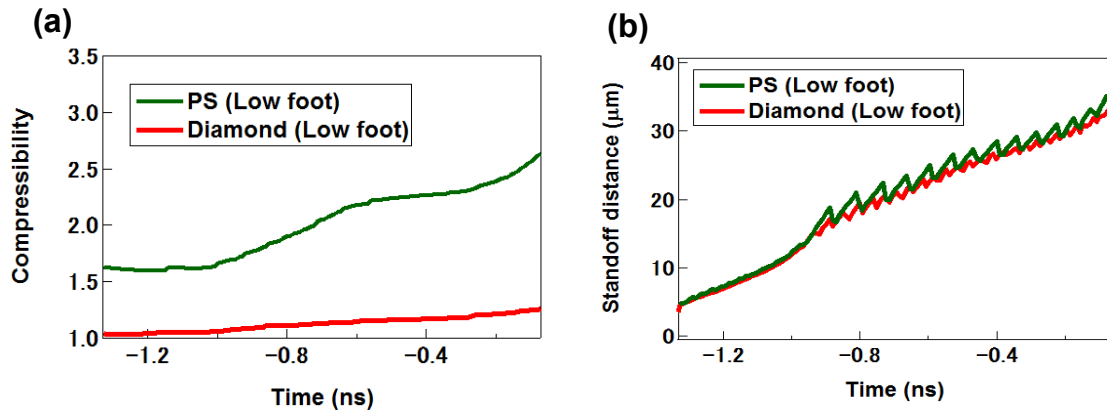 (a)
3.5
3.0
2.5
2.0
1.5
1.0
Compressibility
PS (Low foot)
Diamond (Low foot)
−1.2
−0.8
−0.4
Time (ns)
(b)
40
30
20
10
0
Standoff distance (μm)
PS (Low foot)
Diamond (Low foot)
−1.2
−0.8
−0.4
Time (ns)